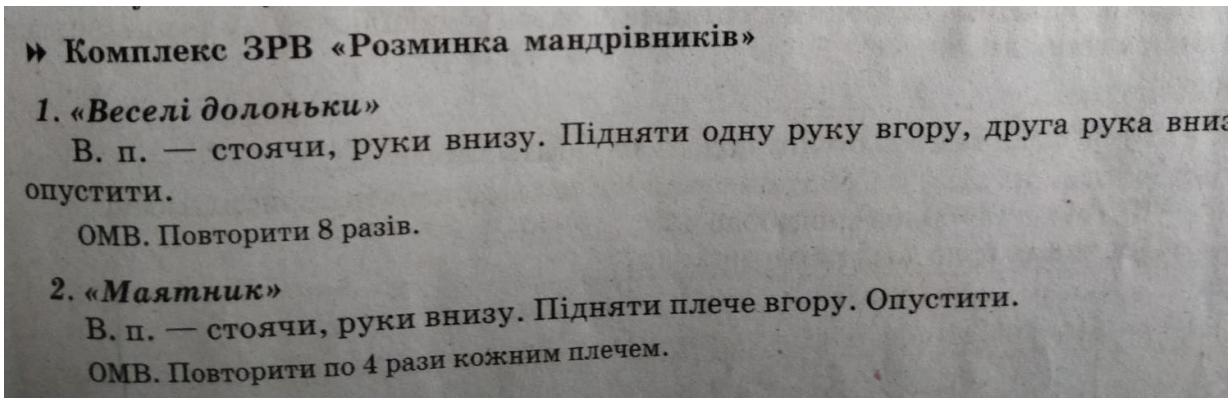 » Комплекс ЗРВ «Розминка мандрівників»
1. «Веселі долоньки»
В. п. — стоячи, руки внизу. Підняти одну руку вгору, друга рука
опустити.
ОМВ. Повторити 8 разів.
2. «Маятник»
В. п. — стоячи, руки внизу. Підняти плече вгору. Опустити.
ОМВ. Повторити по 4 рази кожним плечем.